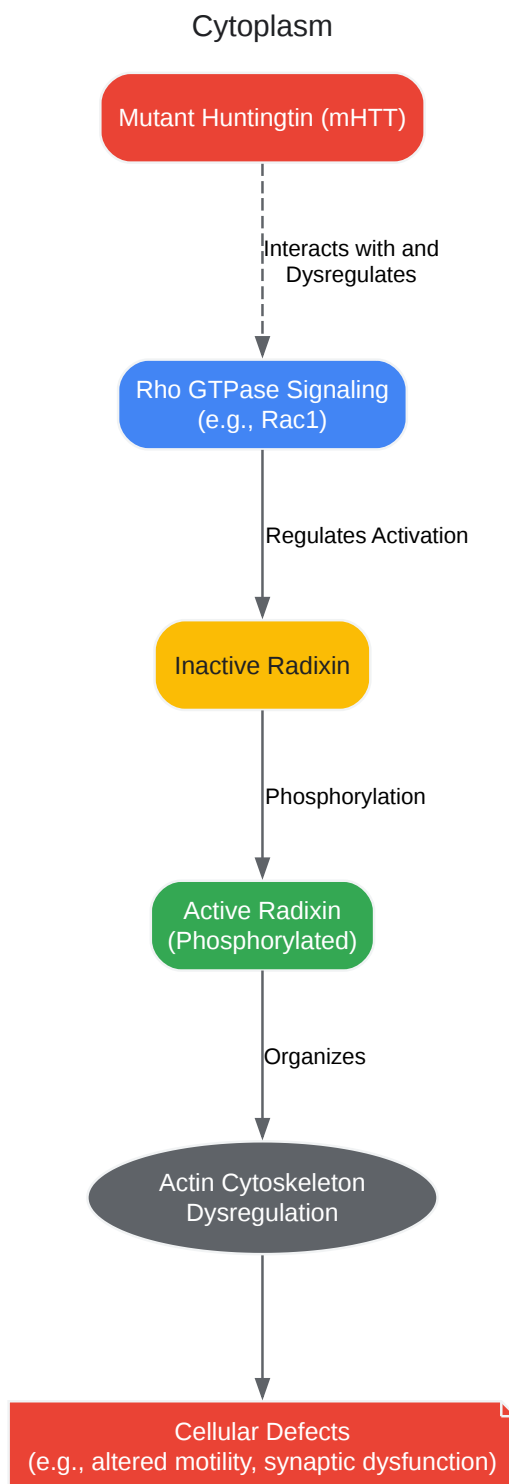 Cytoplasm
Mutant Huntingtin (mHTT)
Interacts with and
Dysregulates
Rho GTPase Signaling
(e.g., Rac1)
Regulates Activation
Inactive Radixin
Phosphorylation
Active Radixin
(Phosphorylated)
Organizes
Actin Cytoskeleton
Dysregulation
Cellular Defects
(e.g., altered motility, synaptic dysfunction)